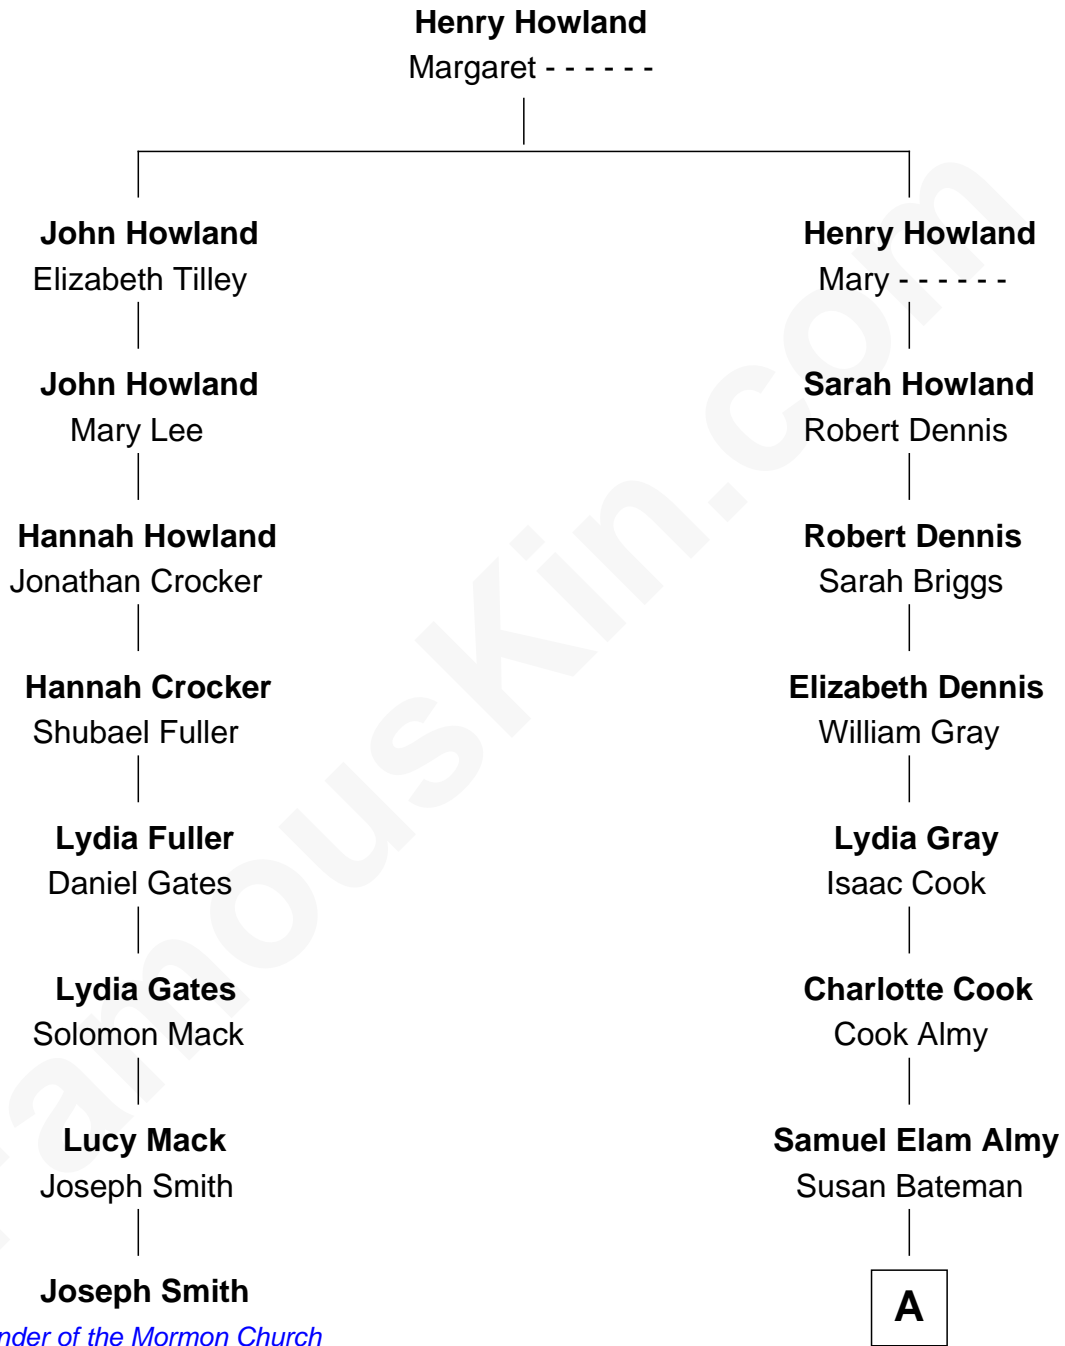 Henry Howland
Margaret - - - - - -
John Howland
Elizabeth Tilley
Henry Howland
Mary - - - - - -
John Howland
Mary Lee
Sarah Howland
Robert Dennis
Hannah Howland
Jonathan Crocker
Robert Dennis
Sarah Briggs
Hannah Crocker
Shubael Fuller
Elizabeth Dennis
William Gray
Lydia Fuller
Daniel Gates
Lydia Gray
Isaac Cook
Lydia Gates
Solomon Mack
Charlotte Cook
Cook Almy
Lucy Mack
Joseph Smith
Samuel Elam Almy
Susan Bateman
Joseph Smith
nder of the Mormon Church
A
FamousKin.com